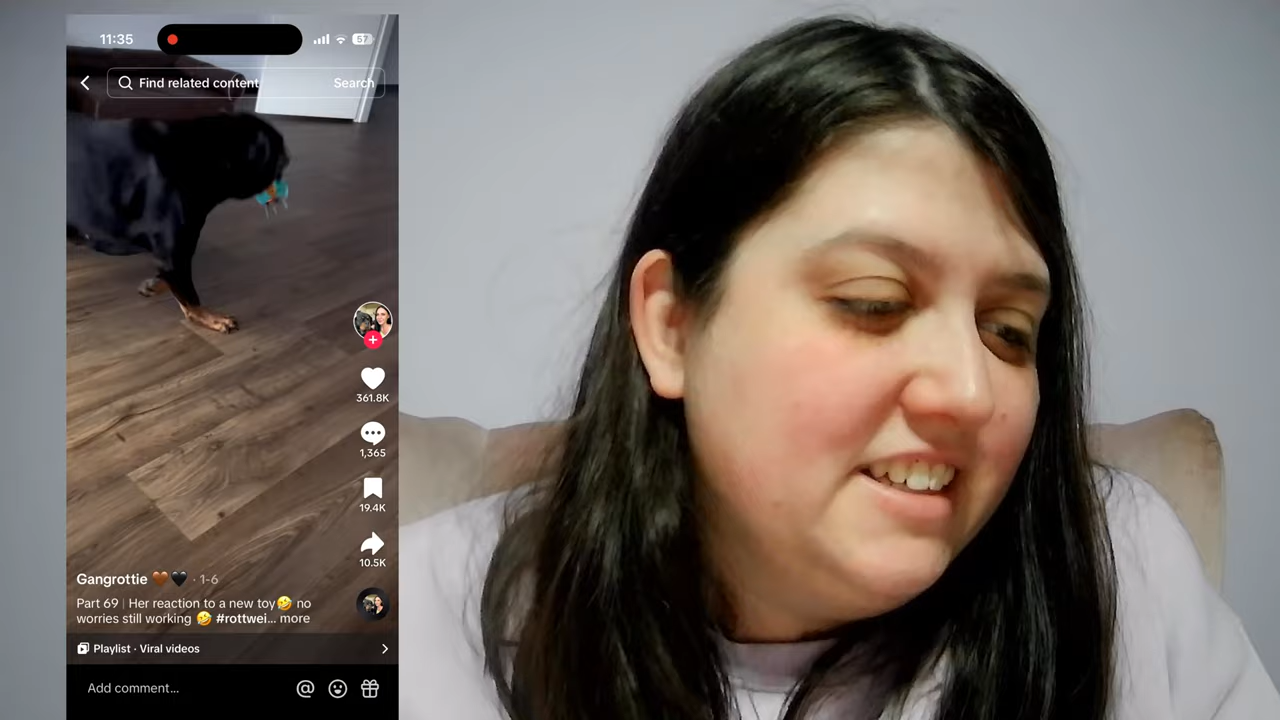 11:35
57
Find related content
Search
361.8K
1,365
19.4K
10.5K
Gangrottie 🤎🖤 · 1-6
Part 69 | Her reaction to a new toy🤣 no
worries still working 🤣 #rottwei... more
Playlist · Viral videos
Add comment...